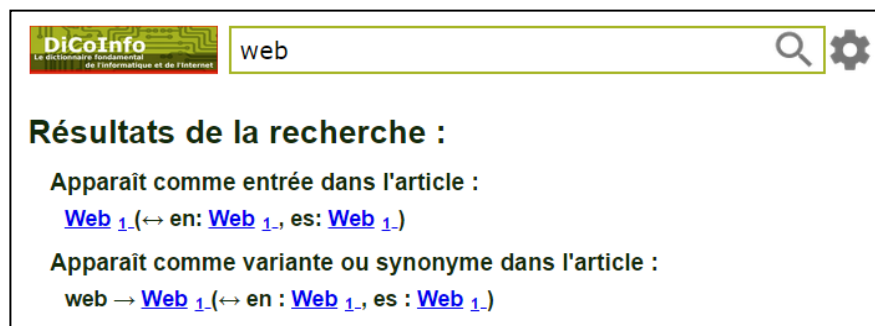 DiCoInfo
Le dictionnaire fondamental
de l'informatique et de l'Internet
web
Résultats de la recherche :
Apparaît comme entrée dans l'article :
Web 1 (↔ en: Web 1 , es: Web 1 )
Apparaît comme variante ou synonyme dans l'article :
web → Web 1 (↔ en : Web 1 , es : Web 1 )